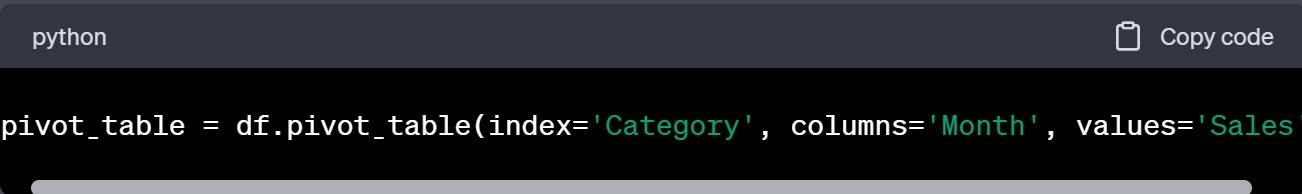 python
Copy code
pivot_table = df.pivot_table(index='Category', columns='Month', values='Sales'